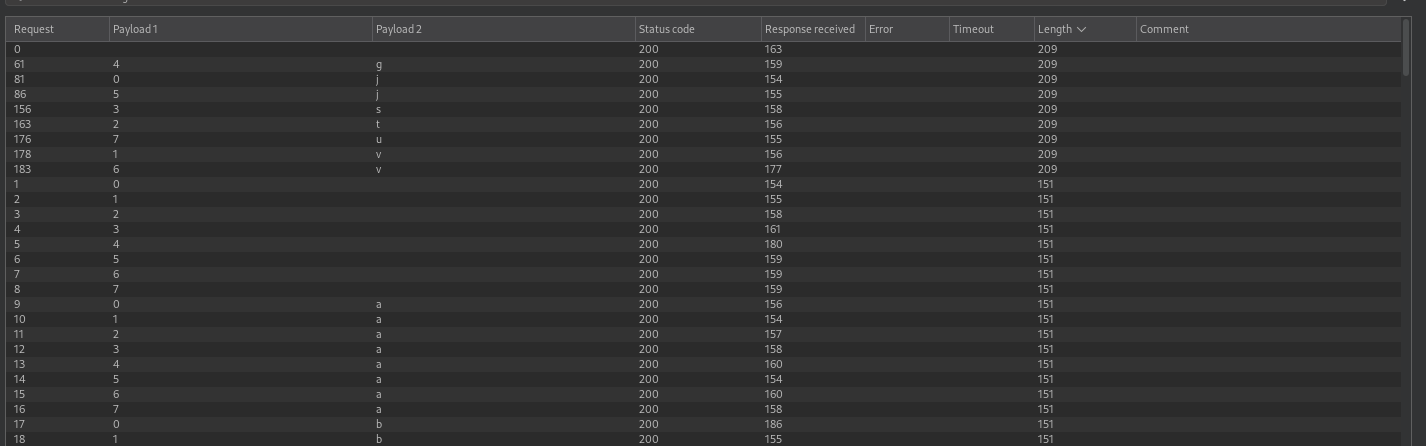 Request Payload 1 Payload 2 Status code Response received Error Timeout Length Comment
0 200 163 209
61 4 g 200 159 209
81 0 j 200 154 209
86 5 j 200 155 209
156 3 s 200 158 209
163 2 t 200 156 209
176 7 u 200 155 209
178 1 v 200 156 209
183 6 v 200 177 209
1 0 200 154 151
2 1 200 155 151
3 2 200 158 151
4 3 200 161 151
5 4 200 180 151
6 5 200 159 151
7 6 200 159 151
8 7 200 159 151
9 0 a 200 156 151
10 1 a 200 154 151
11 2 a 200 157 151
12 3 a 200 158 151
13 4 a 200 160 151
14 5 a 200 154 151
15 6 a 200 160 151
16 7 a 200 158 151
17 0 b 200 186 151
18 1 b 200 155 151